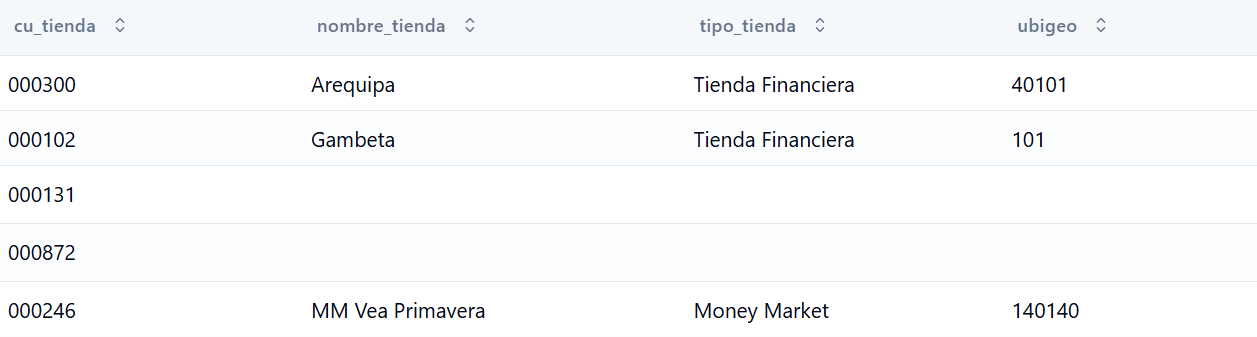 cu_tienda nombre_tienda tipo_tienda ubigeo
000300 Arequipa Tienda Financiera 40101
000102 Gambeta Tienda Financiera 101
000131
000872
000246 MM Vea Primavera Money Market 140140